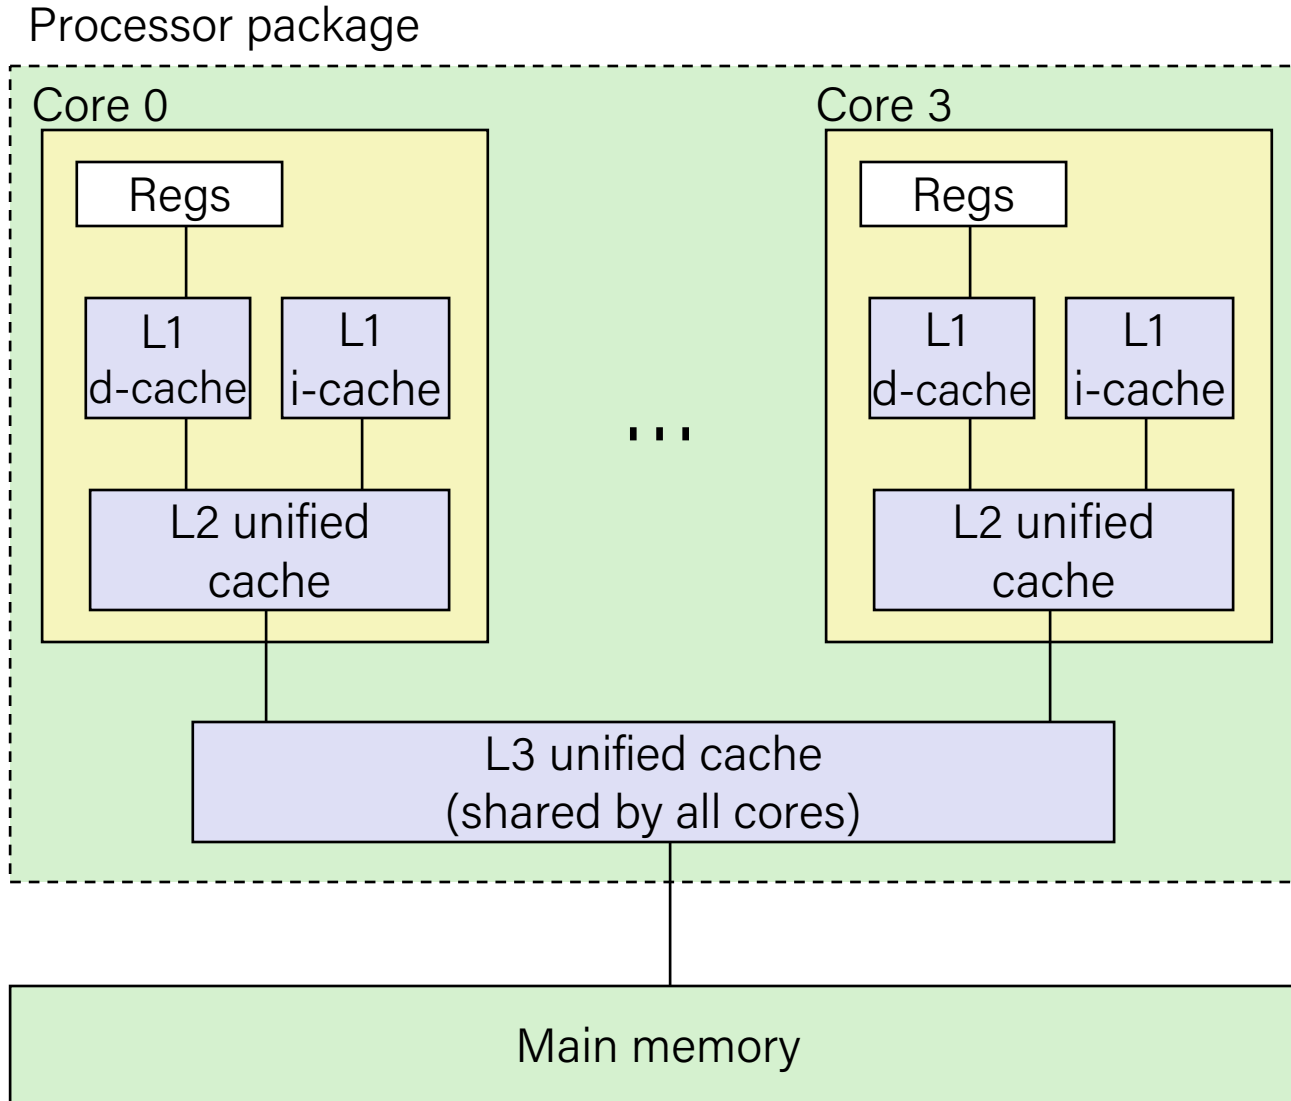 Processor package
Core 0
Core 3
Regs
Regs
L1
d-cache
L1
i-cache
L1
d-cache
L1
i-cache
...
L2 unified
cache
L2 unified
cache
L3 unified cache
(shared by all cores)
Main memory